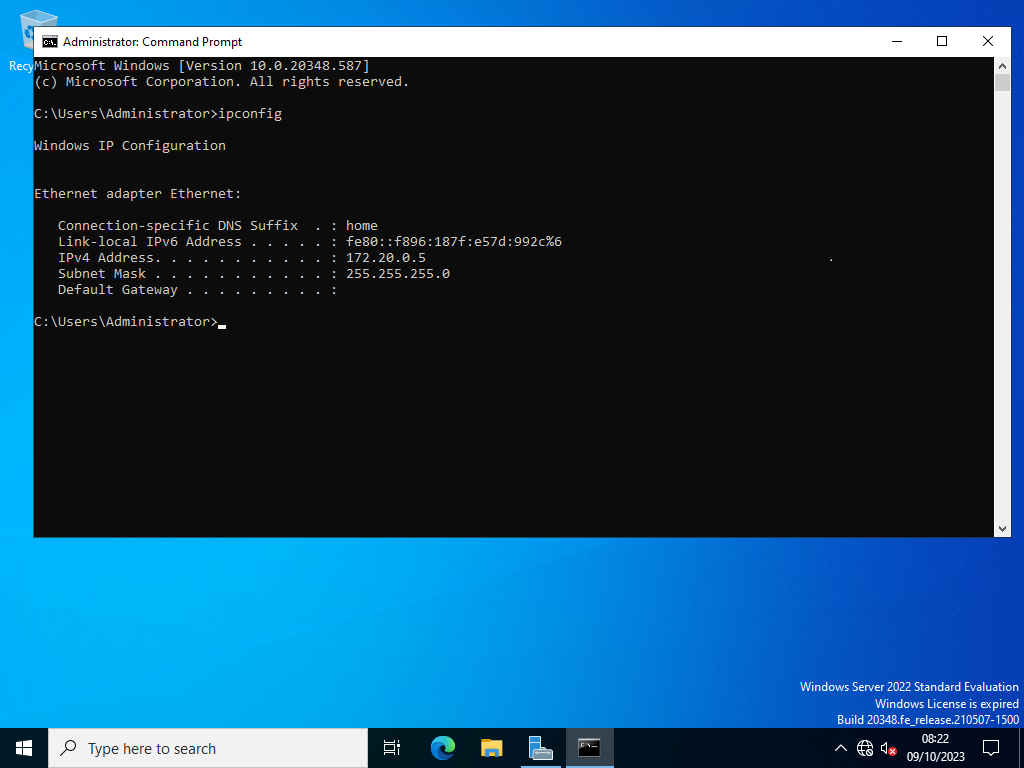 Administrator: Command Prompt
Recy
Microsoft Windows [Version 10.0.20348.587]
(c) Microsoft Corporation. All rights reserved.
C:\Users\Administrator>ipconfig
Windows IP Configuration
Ethernet adapter Ethernet:
Connection-specific DNS Suffix  . : home
Link-local IPv6 Address . . . . . : fe80::f896:187f:e57d:992c%6
IPv4 Address. . . . . . . . . . . : 172.20.0.5
Subnet Mask . . . . . . . . . . . : 255.255.255.0
Default Gateway . . . . . . . . . :
C:\Users\Administrator>
Windows Server 2022 Standard Evaluation
Windows License is expired
Build 20348.fe_release.210507-1500
Type here to search
08:22
09/10/2023